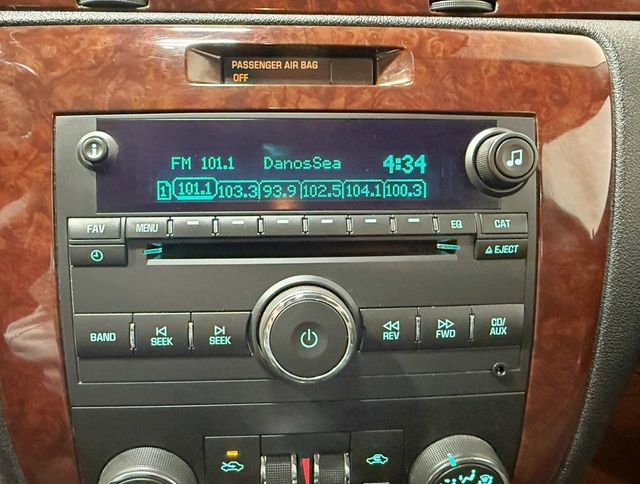 PASSENGER AIR BAG
OFF
FM 101.1 DanosSea 4:34
1 101.1 103.3 93.9 102.5 104.1 100.3
FAV MENU EQ CAT
EJECT
BAND SEEK SEEK REV FWD CD/
AUX